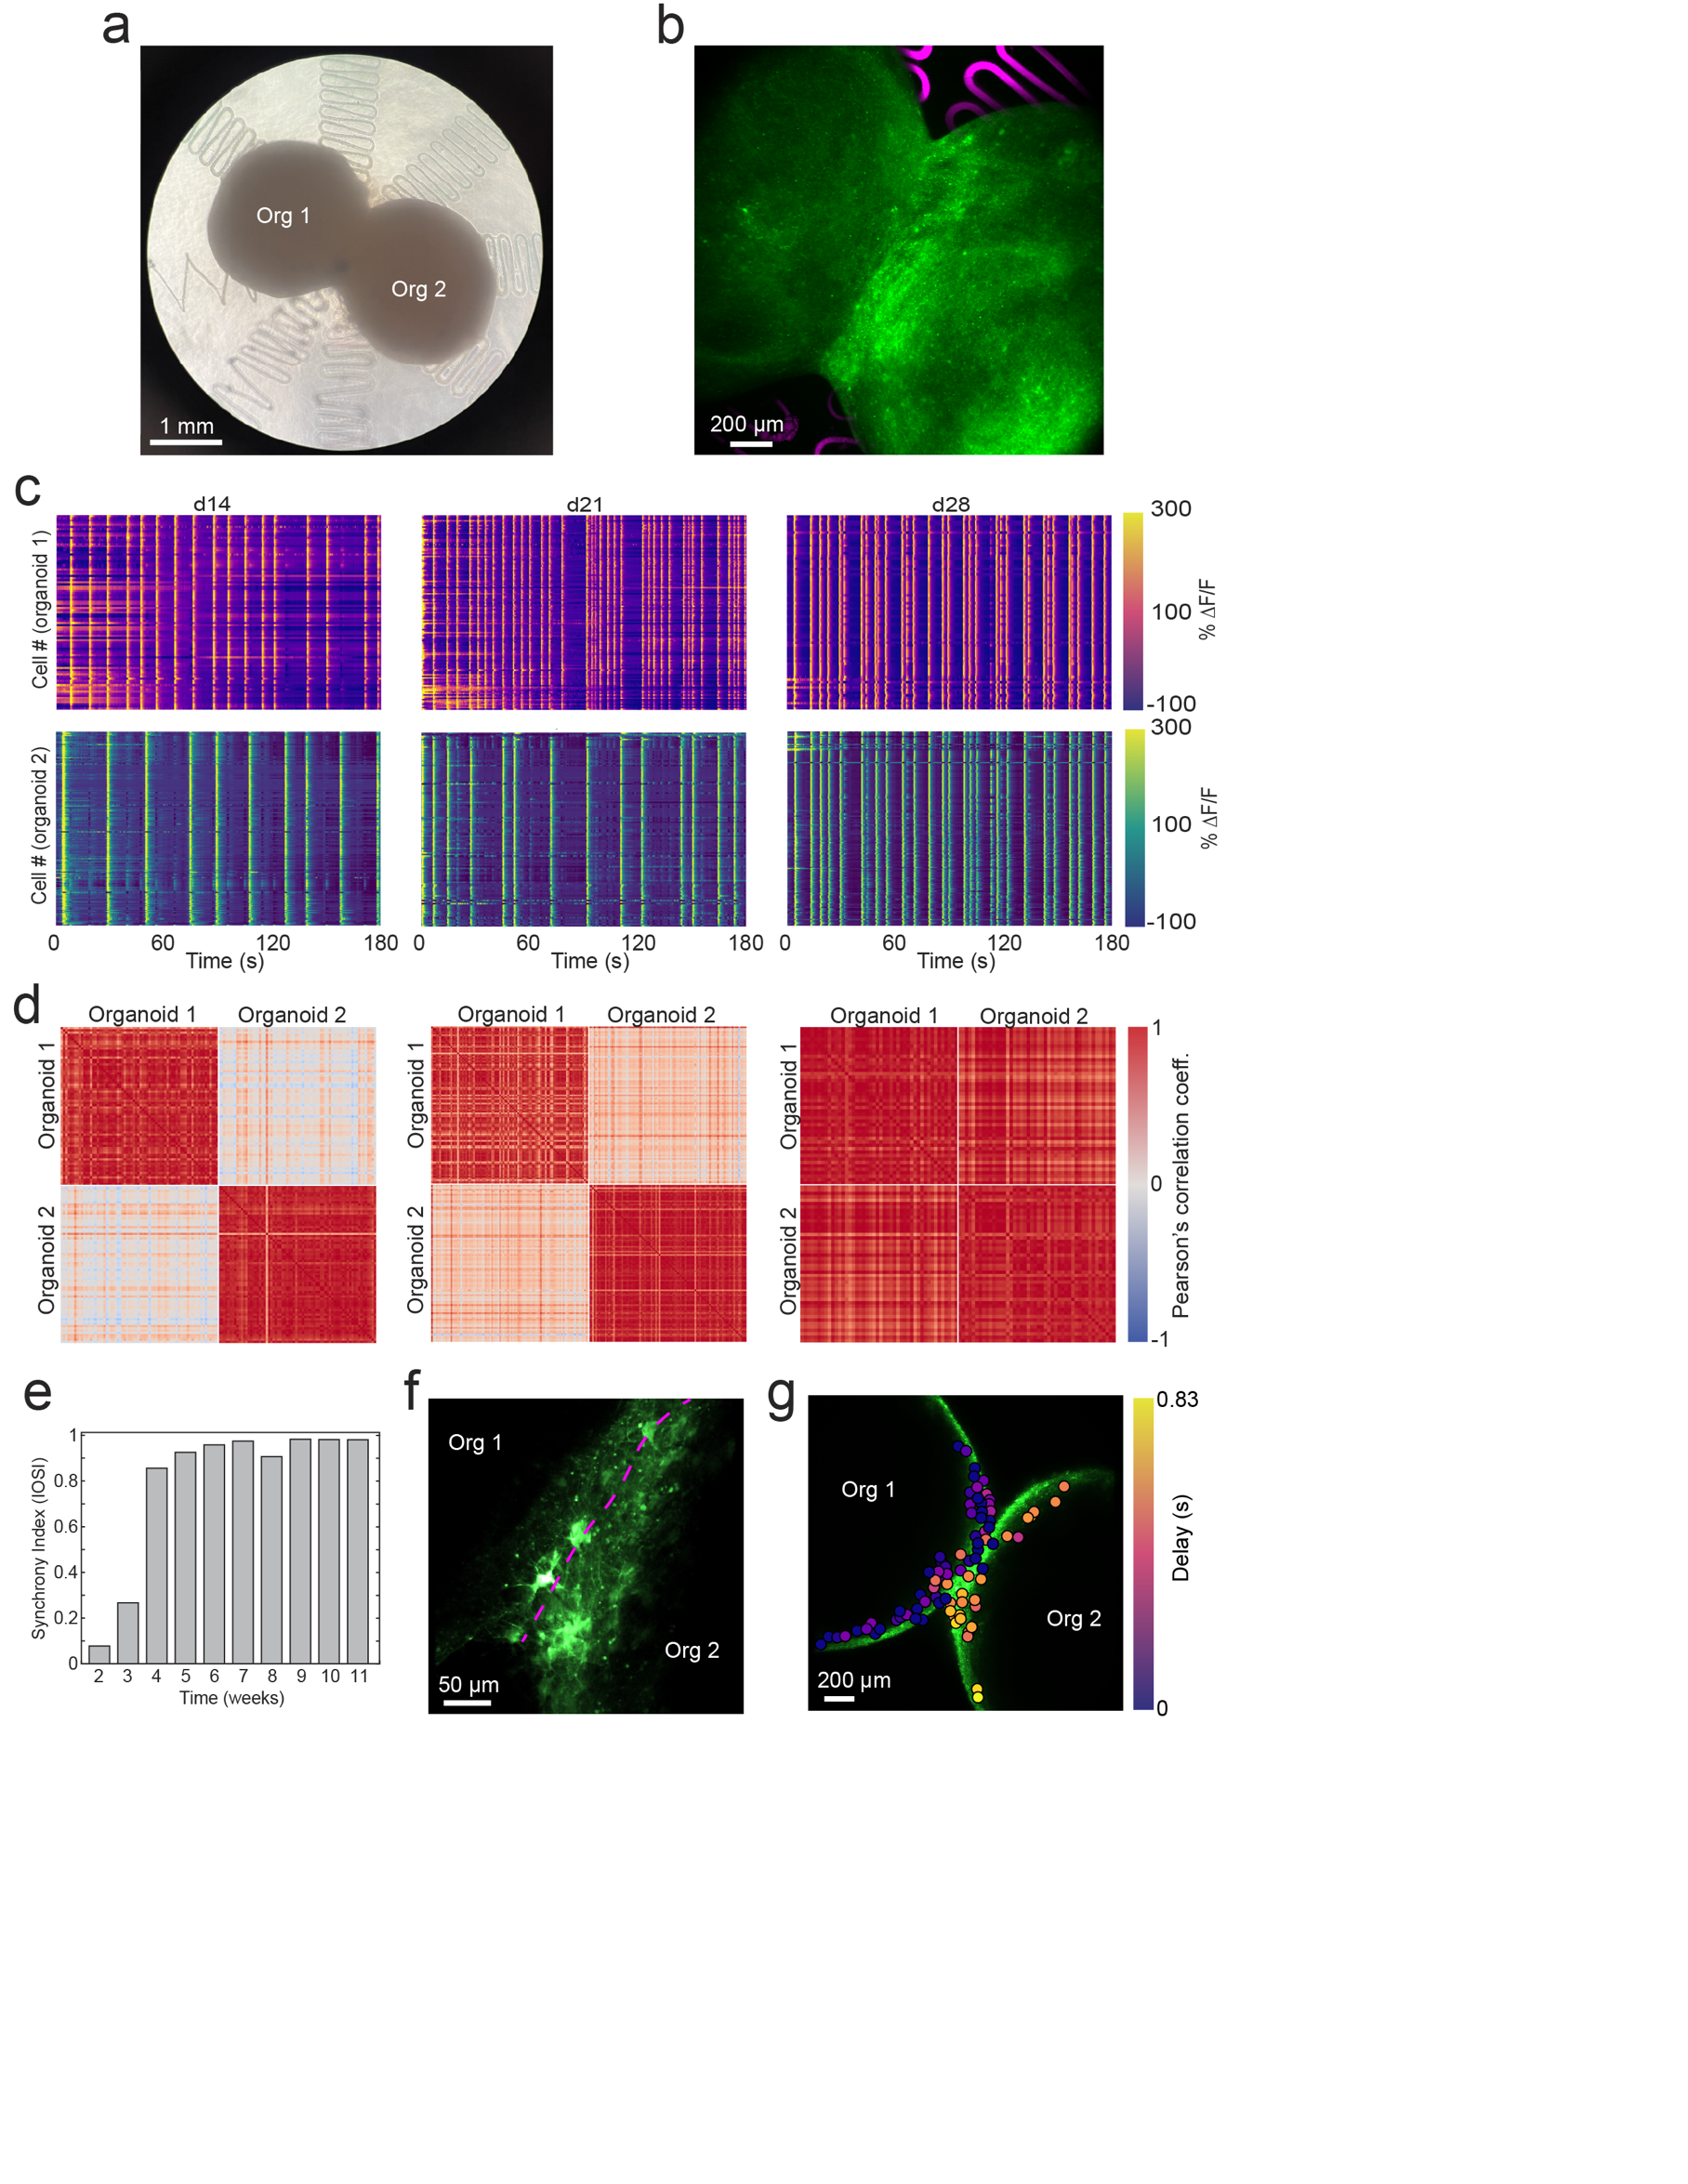 a
b
Org 1
Org 2
1 mm
200 µm
c
d14
d21
d28
Cell # (organoid 1)
300
100
-100
% ΔF/F
Cell # (organoid 2)
300
100
-100
% ΔF/F
0 60 120 180
0 60 120 180
0 60 120 180
Time (s)
Time (s)
Time (s)
d
Organoid 1 Organoid 2
Organoid 1 Organoid 2
Organoid 1 Organoid 2
Organoid 1
Organoid 2
Organoid 1
Organoid 2
Organoid 1
Organoid 2
1
0
-1
Pearson's correlation coeff.
e
Synchrony Index (IOSI)
1
0.8
0.6
0.4
0.2
0
2 3 4 5 6 7 8 9 10 11
Time (weeks)
f
Org 1
Org 2
50 µm
g
Org 1
Org 2
200 µm
0.83
0
Delay (s)